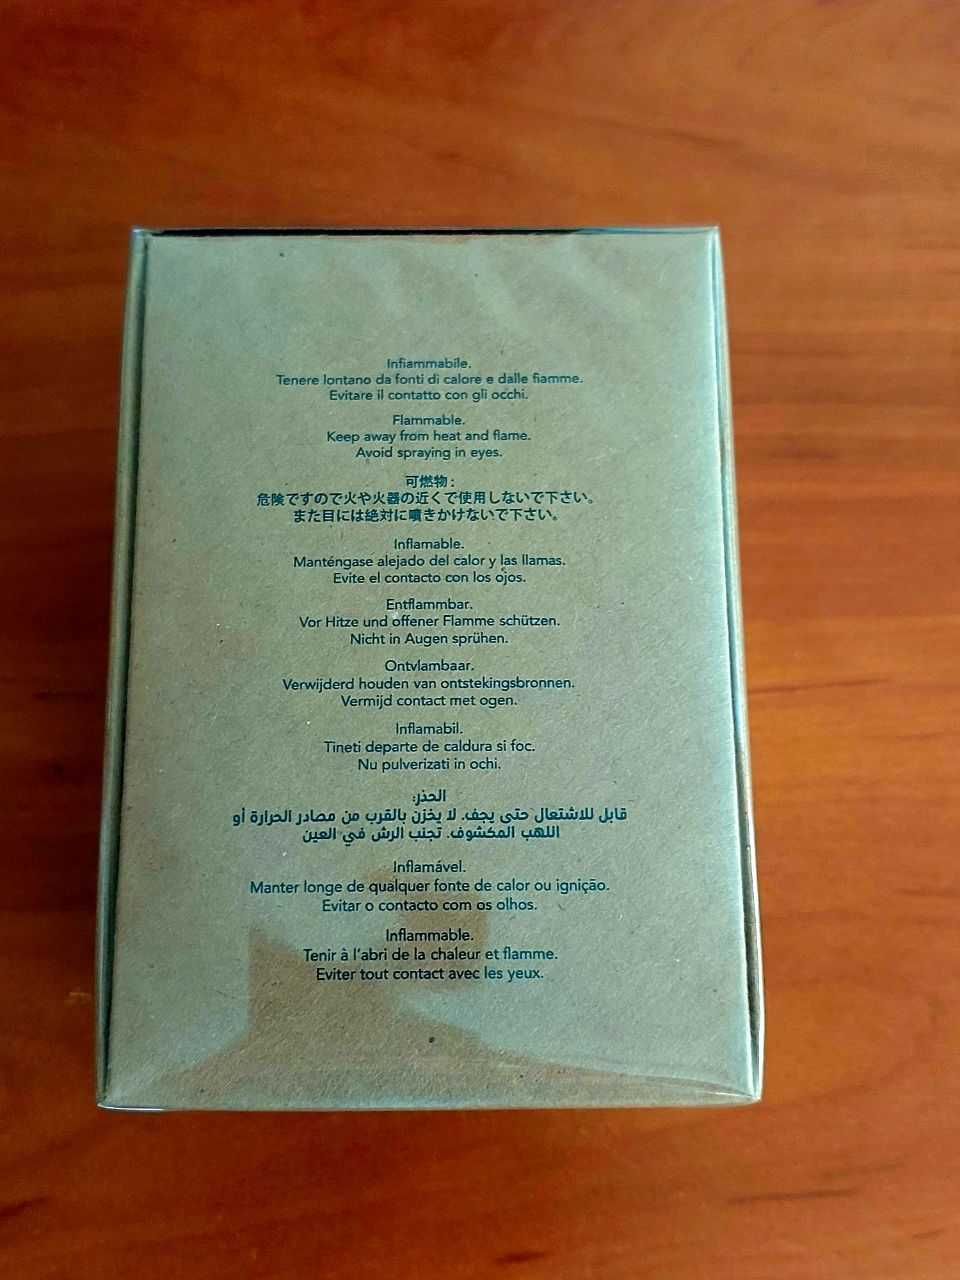 Infiammabile.
Tenere lontano da fonti di calore e dalle fiamme.
Evitare il contatto con gli occhi.
Flammable.
Keep away from heat and flame.
Avoid spraying in eyes.
可燃物：
危険ですので火や火器の近くで使用しないで下さい。
また目には絶対に噴きかけないで下さい。
Inflamable.
Manténgase alejado del calor y las llamas.
Evite el contacto con los ojos.
Entflammbar.
Vor Hitze und offener Flamme schützen.
Nicht in Augen sprühen.
Ontvlambaar.
Verwijderd houden van ontstekingsbronnen.
Vermijd contact met ogen.
Inflamabil.
Tineti departe de caldura si foc.
Nu pulverizati in ochi.
الحذر:
قابل للاشتعال حتى يجف. لا يخزن بالقرب من مصادر الحرارة أو
اللهب المكشوف. تجنب الرش في العين
Inflamável.
Manter longe de qualquer fonte de calor ou ignição.
Evitar o contacto com os olhos.
Inflammable.
Tenir à l'abri de la chaleur et flamme.
Eviter tout contact avec les yeux.